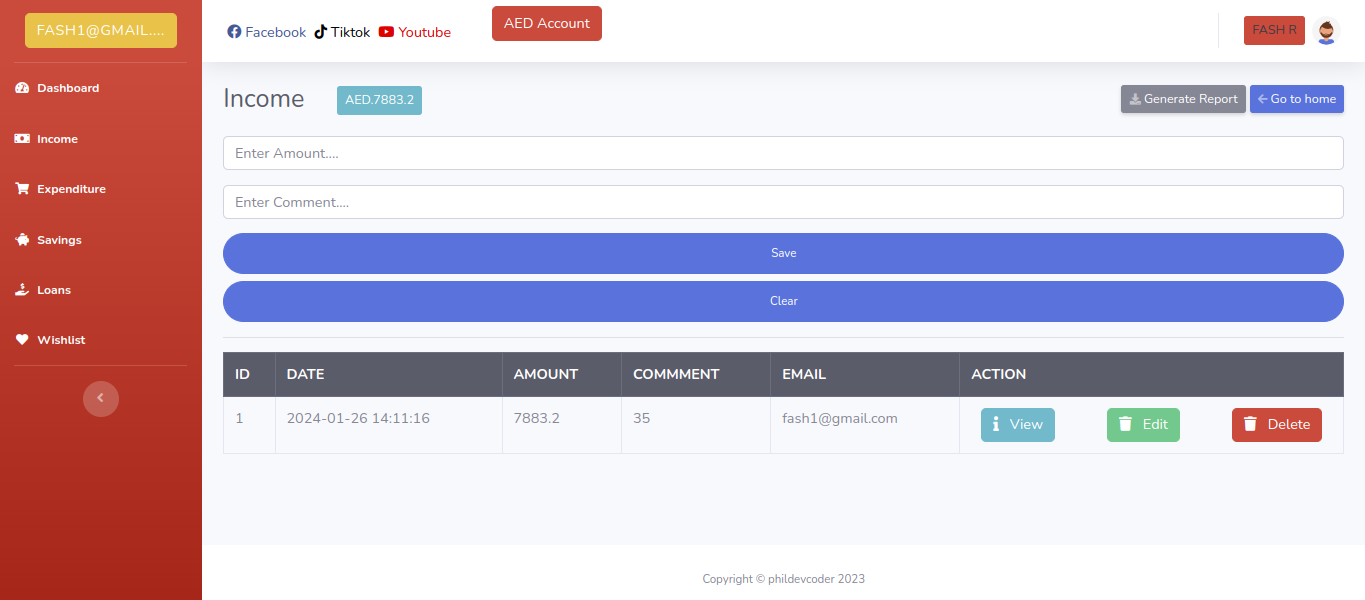 FASH1@GMAIL....
Facebook Tiktok Youtube
AED Account
FASH R
Dashboard
Income
Expenditure
Savings
Loans
Wishlist
Income
AED.7883.2
Generate Report
Go to home
Enter Amount....
Enter Comment....
Save
Clear
ID DATE AMOUNT COMMMENT EMAIL ACTION
1 2024-01-26 14:11:16 7883.2 35 fash1@gmail.com View Edit Delete
Copyright © phildevcoder 2023